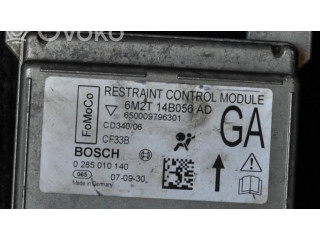 OVOKO
RESTRAINT CONTROL MODULE
FoMoCo
6M2T 14B056 AD
650009796301
CD340/06
CF33B
GA
BOSCH
0 285 010 140
Made in Germany
07-09-30